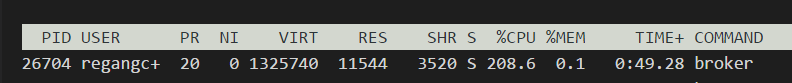 PID USER PR NI VIRT RES SHR S %CPU %MEM TIME+ COMMAND
26704 regangc+ 20 0 1325740 11544 3520 S 208.6 0.1 0:49.28 broker